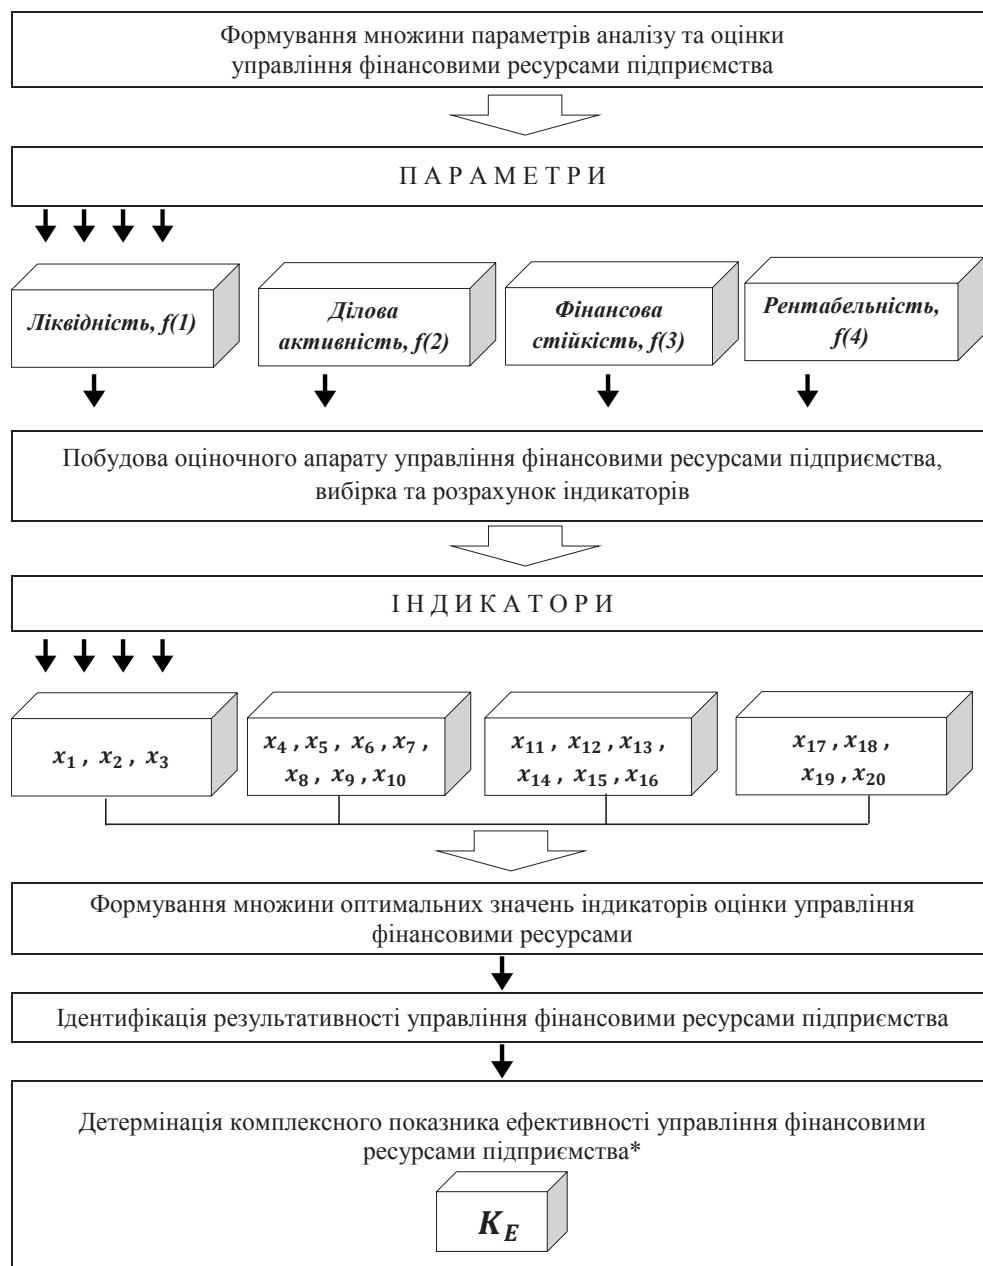 Формування множини параметрів аналізу та оцінки
управління фінансовими ресурсами підприємства
П А Р А М Е Т Р И
Ліквідність, f(1)
Ділова
активність, f(2)
Фінансова
стійкість, f(3)
Рентабельність,
f(4)
Побудова оціночного апарату управління фінансовими ресурсами підприємства,
вибірка та розрахунок індикаторів
І Н Д И К А Т О Р И
x₁ , x₂ , x₃
x₄ , x₅ , x₆ , x₇ ,
x₈ , x₉ , x₁₀
x₁₁ , x₁₂ , x₁₃ ,
x₁₄ , x₁₅ , x₁₆
x₁₇ , x₁₈ ,
x₁₉ , x₂₀
Формування множини оптимальних значень індикаторів оцінки управління
фінансовими ресурсами
Ідентифікація результативності управління фінансовими ресурсами підприємства
Детермінація комплексного показника ефективності управління фінансовими
ресурсами підприємства*
K_E